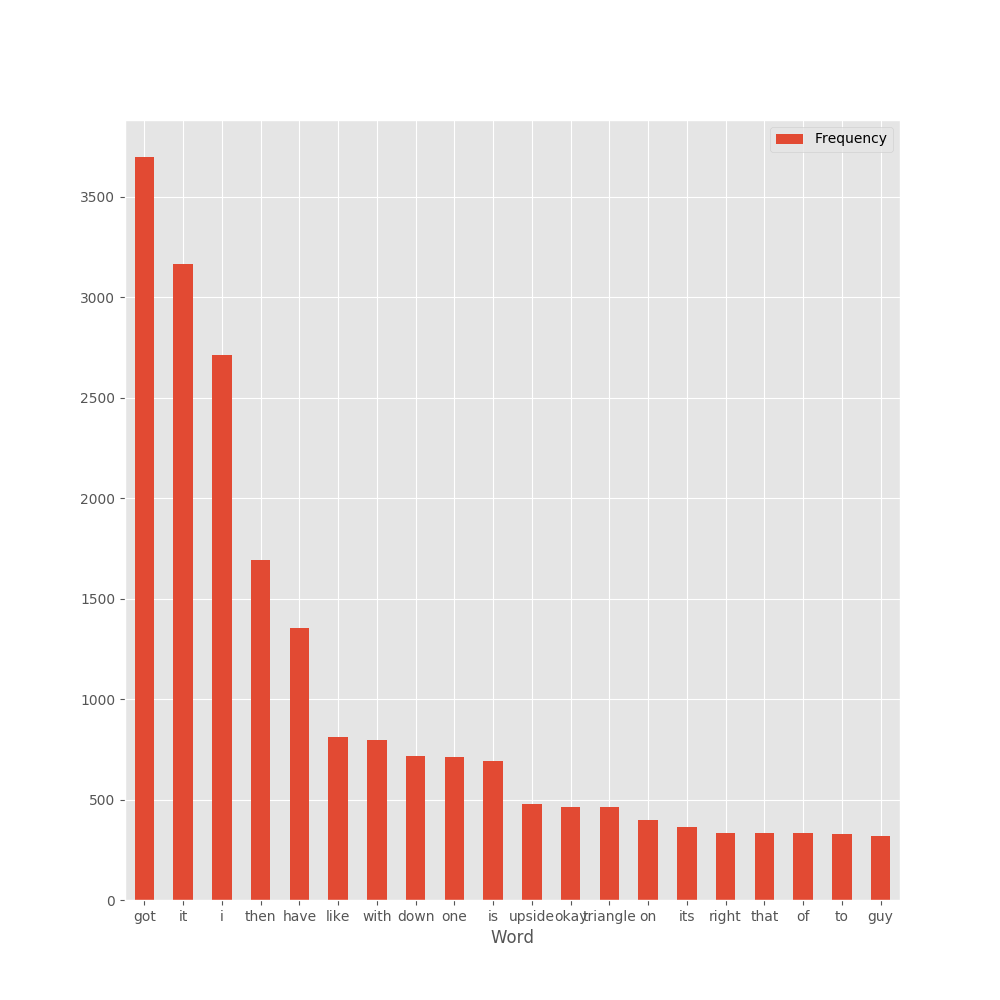 Frequency
3500
3000
2500
2000
1500
1000
500
0
got it i then have like with down one is upside okay triangle on its right that of to guy
Word